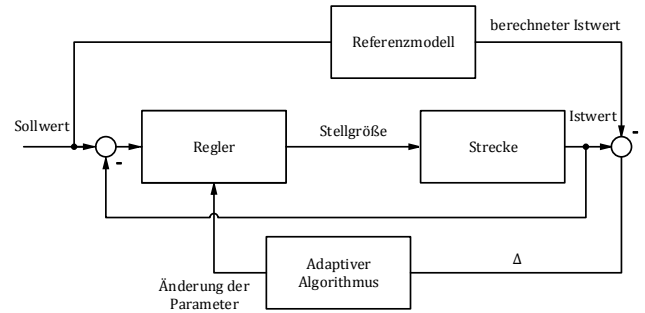 berechneter Istwert
Referenzmodell
Sollwert
Stellgröße
Istwert
-
Regler
Strecke
-
Adaptiver
Algorithmus
Δ
Änderung der
Parameter